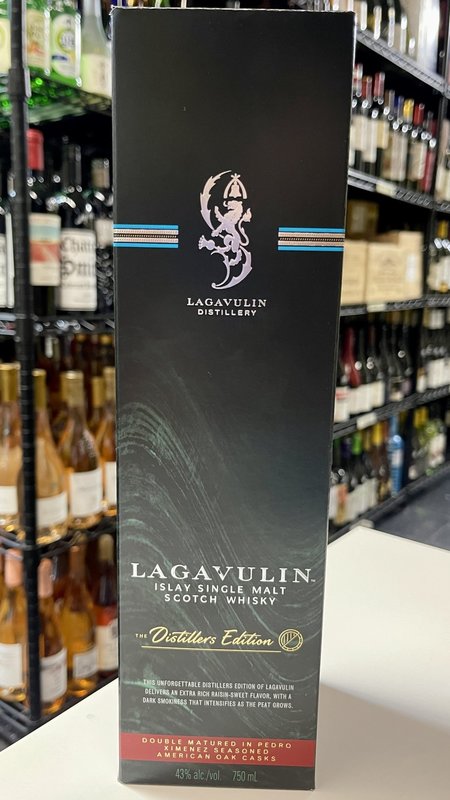 LAGAVULIN
DISTILLERY
LAGAVULIN™
ISLAY SINGLE MALT
SCOTCH WHISKY
THE Distillers Edition
THIS UNFORGETTABLE DISTILLERS EDITION OF LAGAVULIN
DELIVERS AN EXTRA RICH RAISIN-SWEET FLAVOR, WITH A
DARK SMOKINESS THAT INTENSIFIES AS THE PEAT GROWS.
DOUBLE MATURED IN PEDRO
XIMENEZ SEASONED
AMERICAN OAK CASKS
43% alc./vol. 750 mL